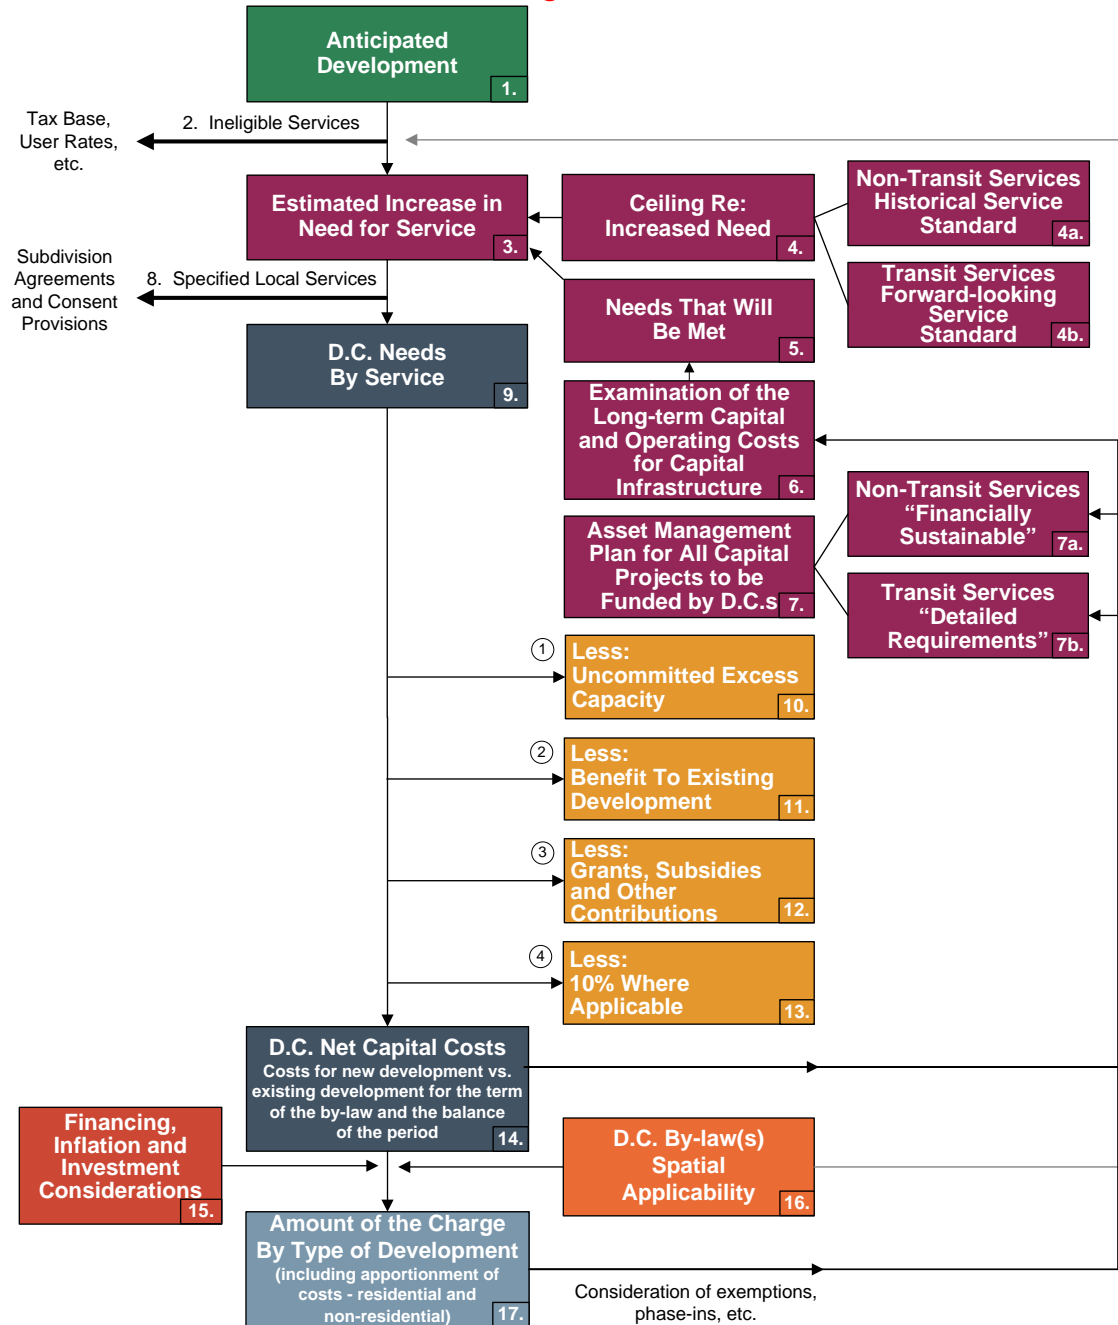 Anticipated
Development
1.
Tax Base,
User Rates,
etc.
2. Ineligible Services
Estimated Increase in
Need for Service
3.
Ceiling Re:
Increased Need
4.
Non-Transit Services
Historical Service
Standard
4a.
Transit Services
Forward-looking
Service
Standard
4b.
Subdivision
Agreements
and Consent
Provisions
8. Specified Local Services
Needs That Will
Be Met
5.
D.C. Needs
By Service
9.
Examination of the
Long-term Capital
and Operating Costs
for Capital
Infrastructure
6.
Asset Management
Plan for All Capital
Projects to be
Funded by D.C.s
7.
Non-Transit Services
“Financially
Sustainable”
7a.
Transit Services
“Detailed
Requirements”
7b.
1
Less:
Uncommitted Excess
Capacity
10.
2
Less:
Benefit To Existing
Development
11.
3
Less:
Grants, Subsidies
and Other
Contributions
12.
4
Less:
10% Where
Applicable
13.
D.C. Net Capital Costs
Costs for new development vs.
existing development for the term
of the by-law and the balance
of the period
14.
Financing,
Inflation and
Investment
Considerations
15.
D.C. By-law(s)
Spatial
Applicability
16.
Amount of the Charge
By Type of Development
(including apportionment of
costs - residential and
non-residential)
17.
Consideration of exemptions,
phase-ins, etc.